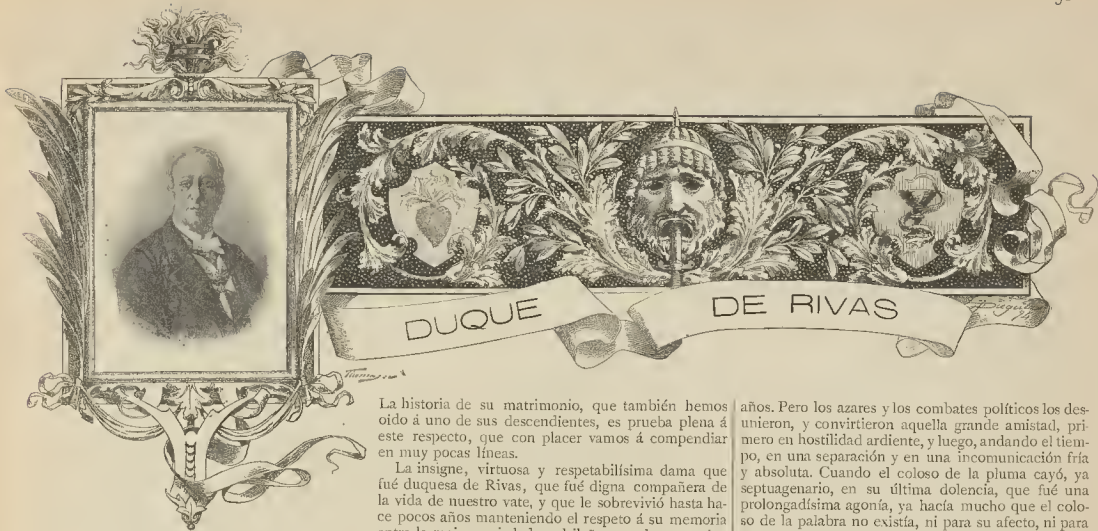 DUQUE DE RIVAS
La historia de su matrimonio, que también hemos
oido á uno de sus descendientes, es prueba plena á
este respecto, que con placer vamos á compendiar
en muy pocas líneas.
La insigne, virtuosa y respetabilísima dama que
fué duquesa de Rivas, que fué digna compañera de
la vida de nuestro vate, y que le sobrevivió hasta ha-
ce pocos años manteniendo el respeto á su memoria
años. Pero los azares y los combates políticos los des-
unieron, y convirtieron aquella grande amistad, pri-
mero en hostilidad ardiente, y luego, andando el tiem-
po, en una separación y en una incomunicación fría
y absoluta. Cuando el coloso de la pluma cayó, ya
septuagenario, en su última dolencia, que fué una
prolongadísima agonía, ya hacía mucho que el colo-
so de la palabra no existía, ni para su afecto, ni para